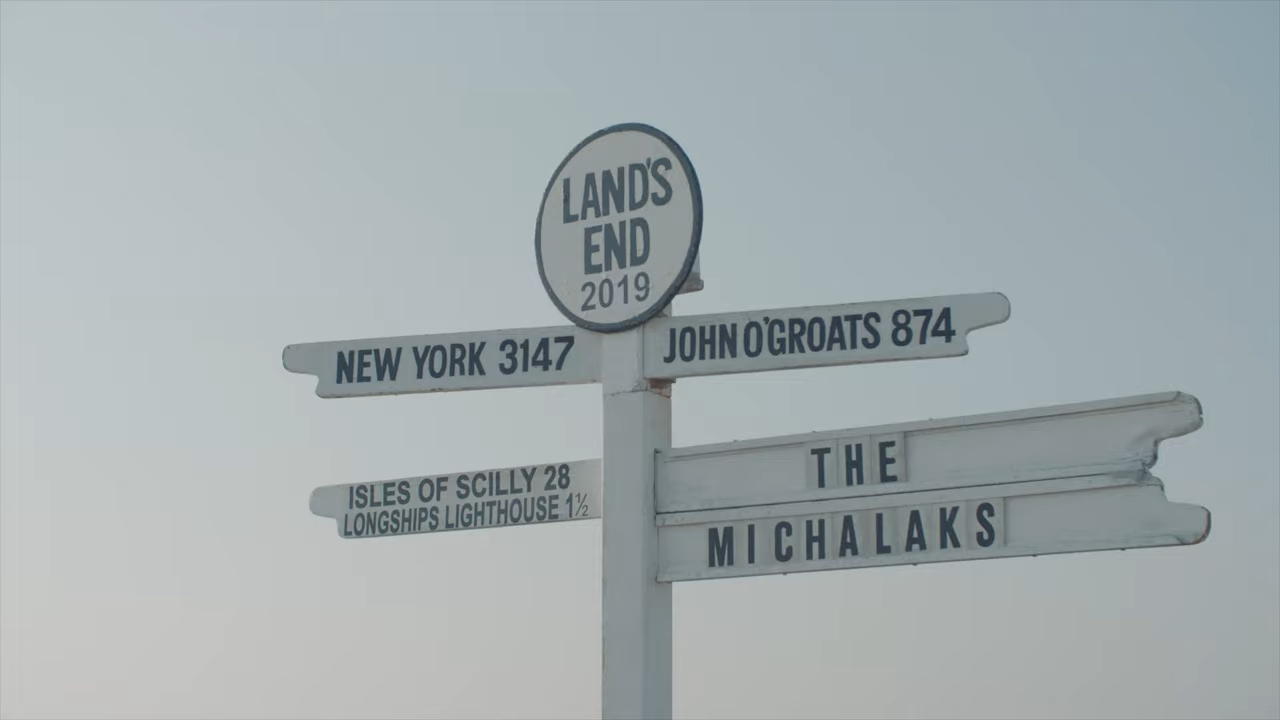 LAND'S
END
2019
NEW YORK 3147
JOHN O'GROATS 874
ISLES OF SCILLY 28
LONGSHIPS LIGHTHOUSE 1½
THE
MICHALAKS